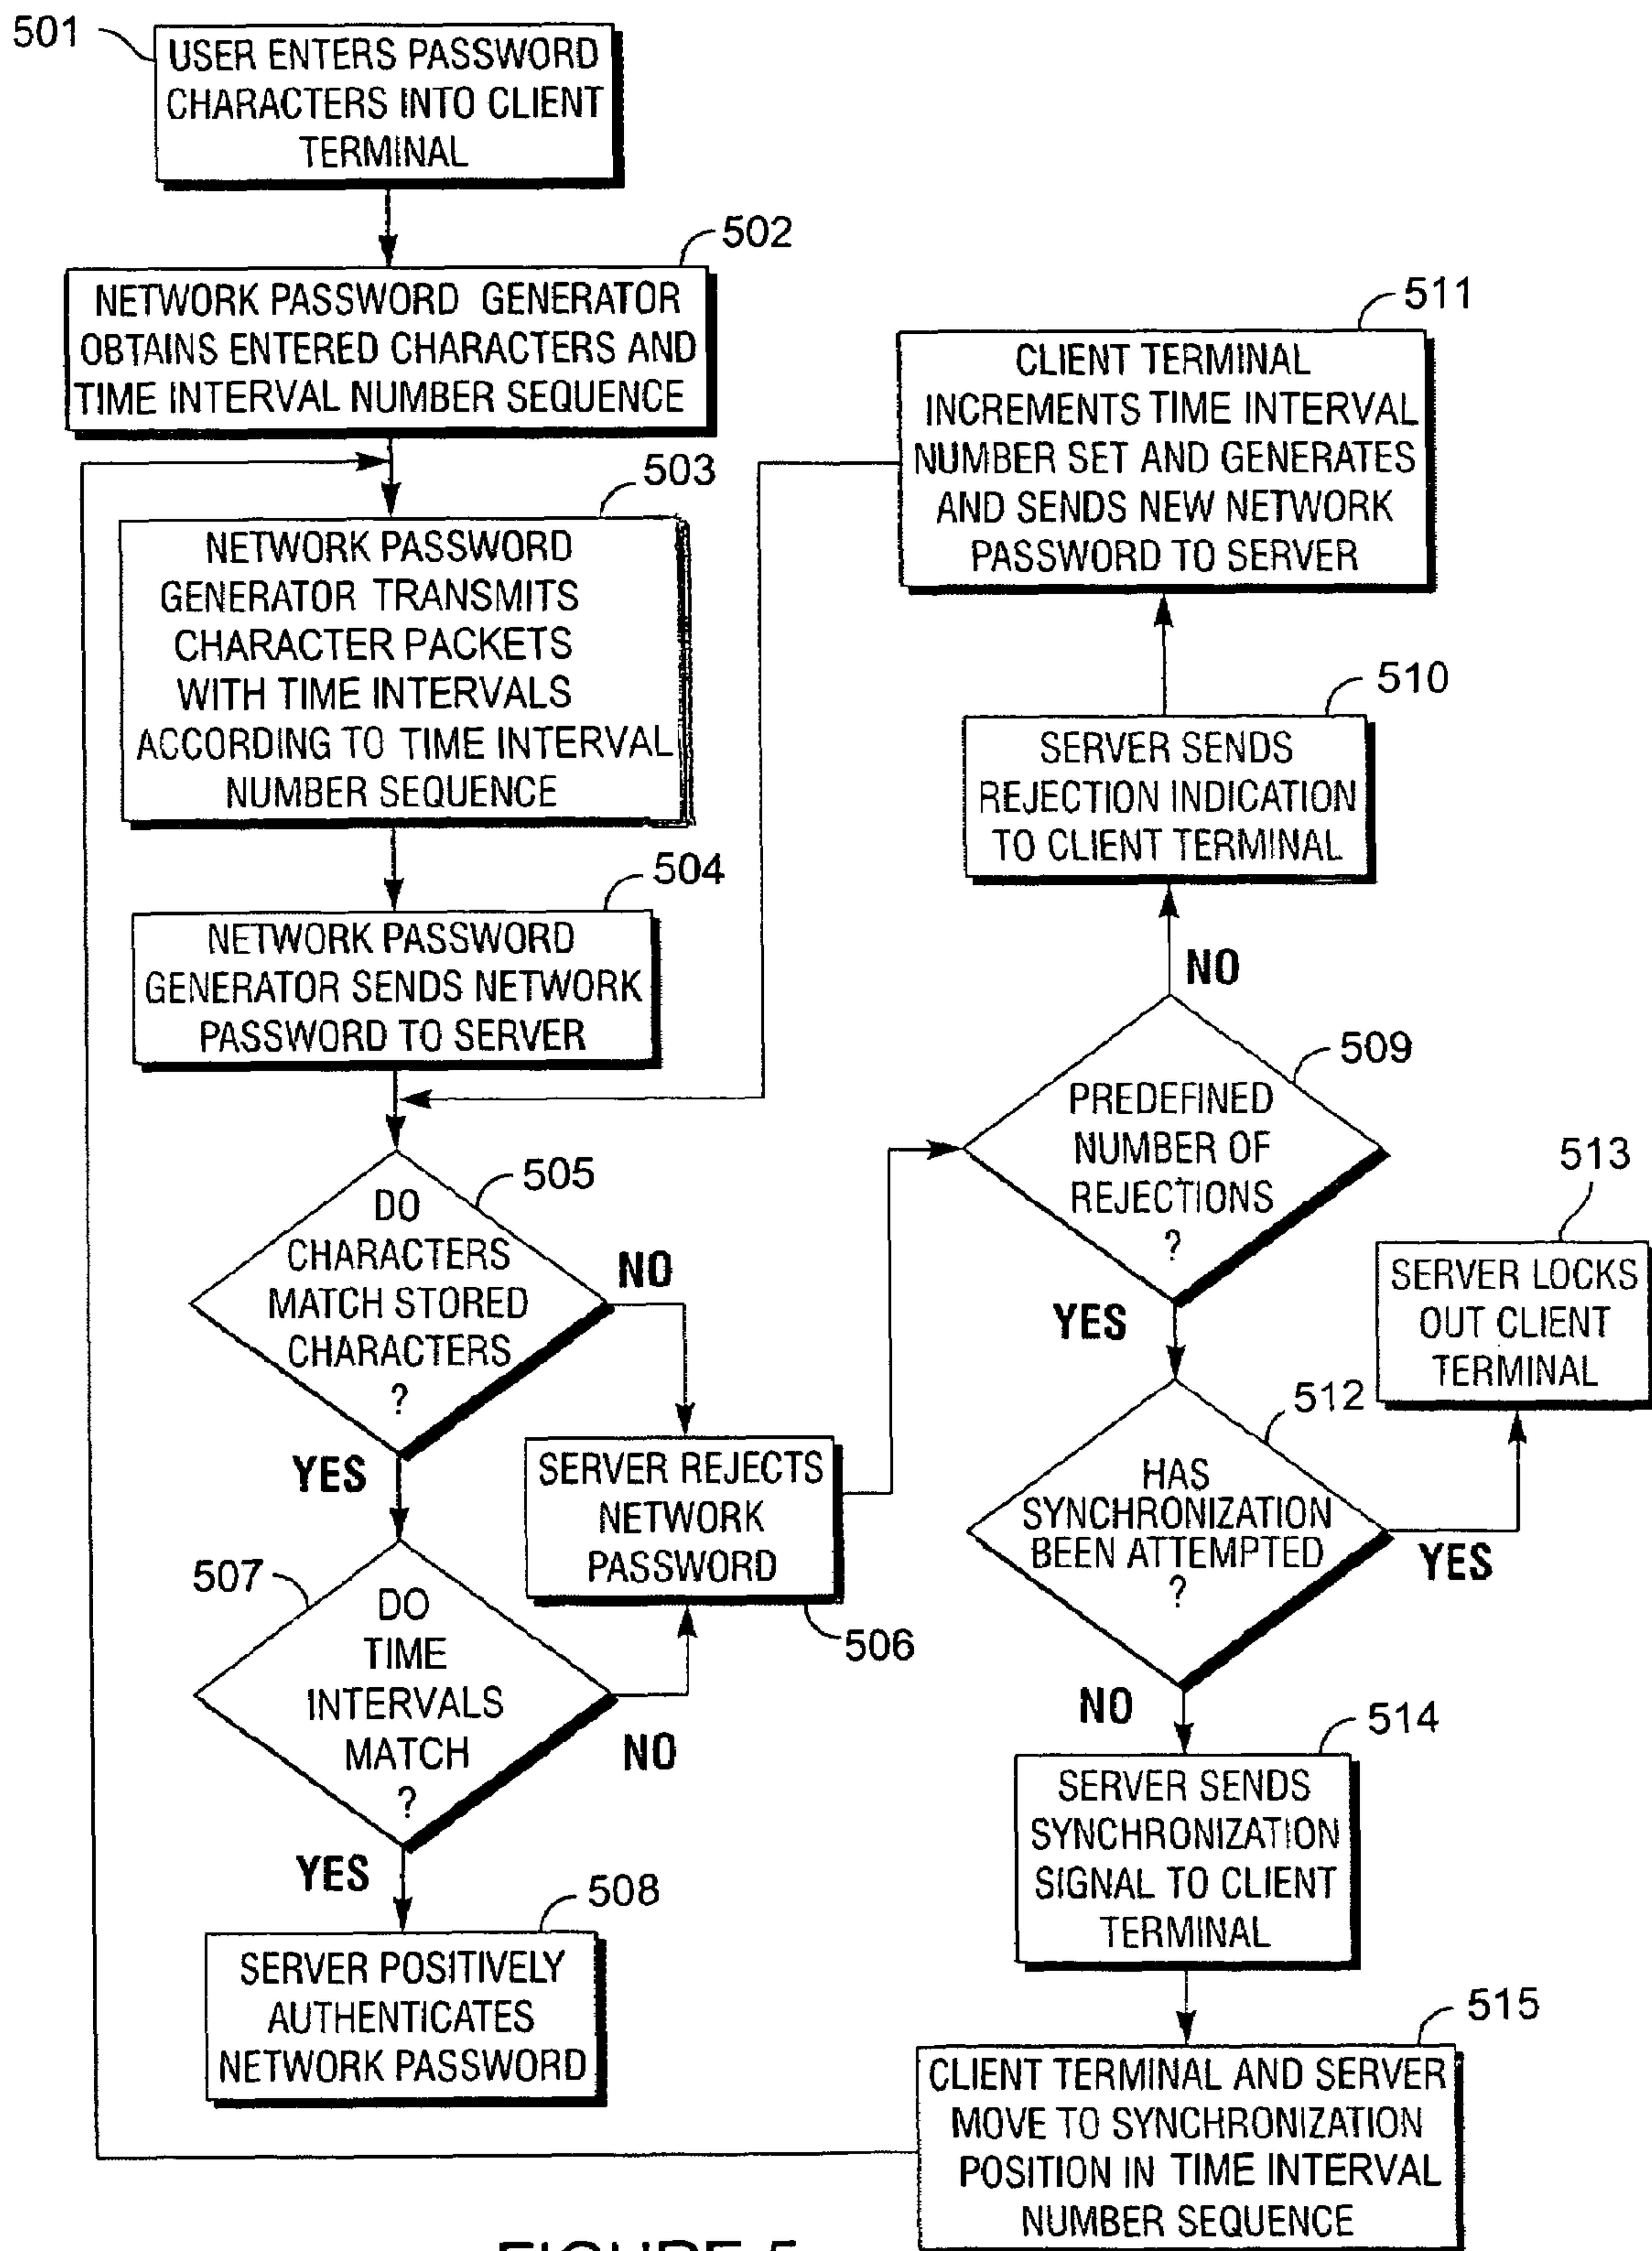 501
USER ENTERS PASSWORD
CHARACTERS INTO CLIENT
TERMINAL
502
NETWORK PASSWORD GENERATOR
OBTAINS ENTERED CHARACTERS AND
TIME INTERVAL NUMBER SEQUENCE
503
NETWORK PASSWORD
GENERATOR TRANSMITS
CHARACTER PACKETS
WITH TIME INTERVALS
ACCORDING TO TIME INTERVAL
NUMBER SEQUENCE
504
NETWORK PASSWORD
GENERATOR SENDS NETWORK
PASSWORD TO SERVER
505
DO
CHARACTERS
MATCH STORED
CHARACTERS
?
NO
YES
SERVER REJECTS
NETWORK
PASSWORD
506
507
DO
TIME
INTERVALS
MATCH
?
NO
YES
508
SERVER POSITIVELY
AUTHENTICATES
NETWORK PASSWORD
511
CLIENT TERMINAL
INCREMENTS TIME INTERVAL
NUMBER SET AND GENERATES
AND SENDS NEW NETWORK
PASSWORD TO SERVER
510
SERVER SENDS
REJECTION INDICATION
TO CLIENT TERMINAL
NO
509
PREDEFINED
NUMBER OF
REJECTIONS
?
YES
513
SERVER LOCKS
OUT CLIENT
TERMINAL
512
HAS
SYNCHRONIZATION
BEEN ATTEMPTED
?
YES
NO
514
SERVER SENDS
SYNCHRONIZATION
SIGNAL TO CLIENT
TERMINAL
515
CLIENT TERMINAL AND SERVER
MOVE TO SYNCHRONIZATION
POSITION IN TIME INTERVAL
NUMBER SEQUENCE
FIGURE 5